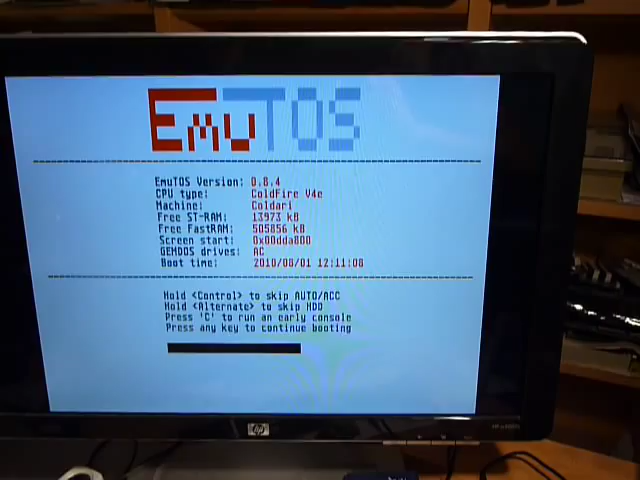 EmuTOS
EmuTOS Version: 0.8.4
CPU type: ColdFire V4e
Machine: Coldari
Free ST-RAM: 13973 kB
Free FastRAM: 505856 kB
Screen start: 0x00dda800
GEMDOS drives: AC
Boot time: 2010/08/01 12:11:08
Hold <Control> to skip AUTO/ACC
Hold <Alternate> to skip HDD
Press 'C' to run an early console
Press any key to continue booting
hp